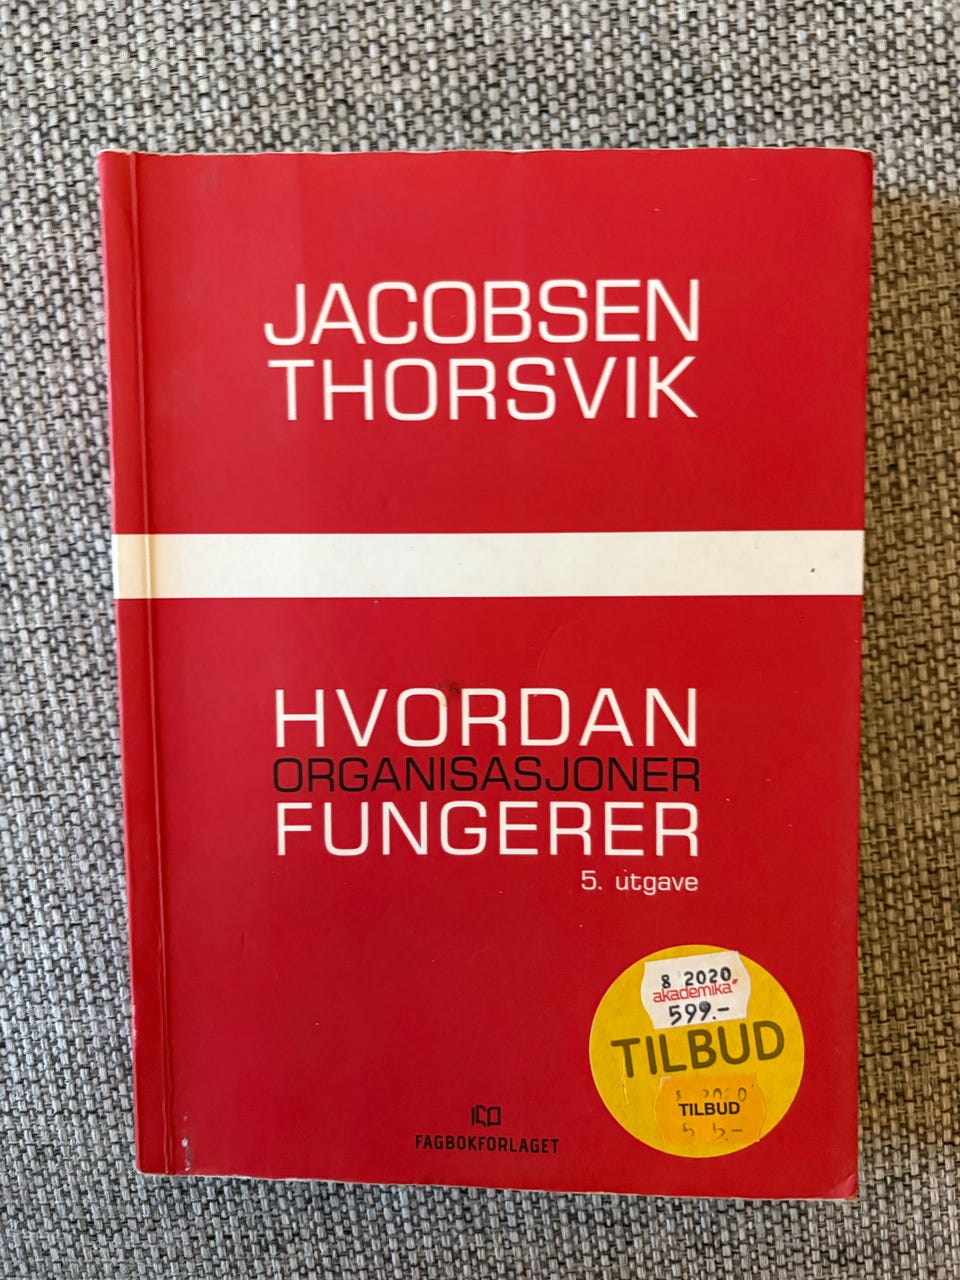 JACOBSEN
THORSVIK
HVORDAN
ORGANISASJONER
FUNGERER
5. utgave
8 2020
akademika
599.-
TILBUD
TILBUD
FAGBOKFORLAGET